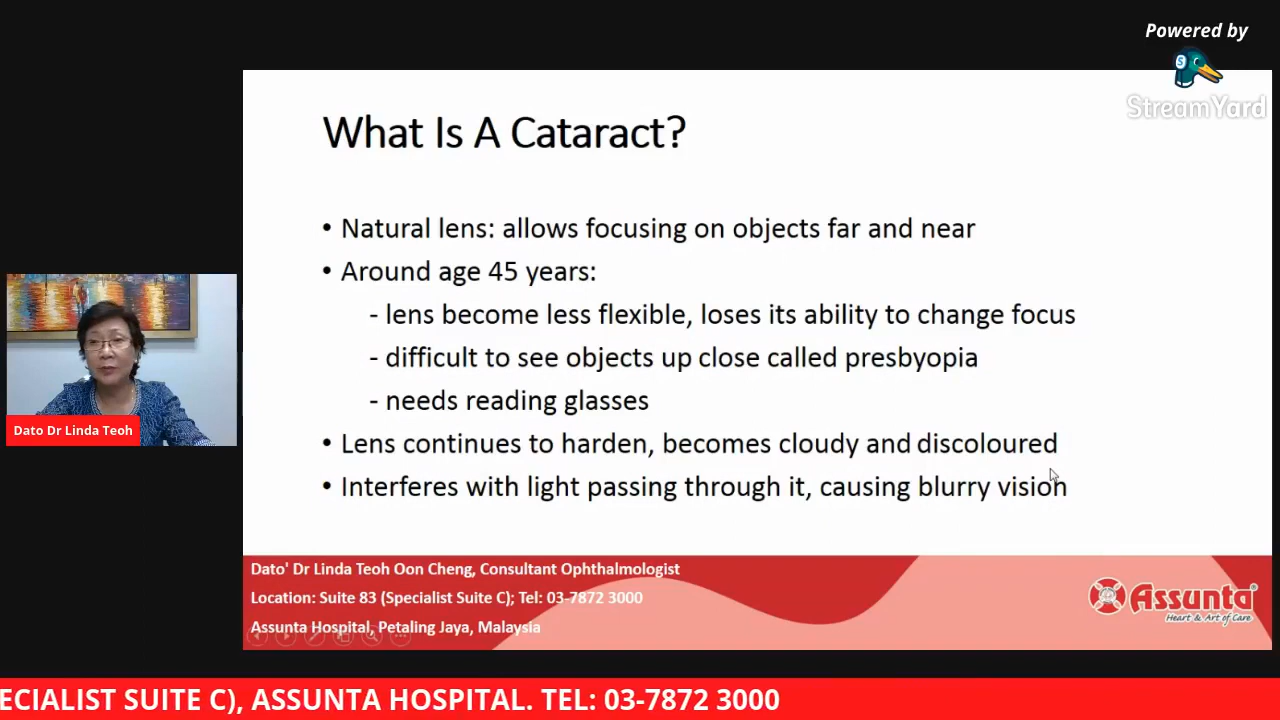 Powered by
StreamYard
What Is A Cataract?
• Natural lens: allows focusing on objects far and near
• Around age 45 years:
- lens become less flexible, loses its ability to change focus
- difficult to see objects up close called presbyopia
- needs reading glasses
• Lens continues to harden, becomes cloudy and discoloured
• Interferes with light passing through it, causing blurry vision
Dato Dr Linda Teoh
Dato' Dr Linda Teoh Oon Cheng, Consultant Ophthalmologist
Location: Suite 83 (Specialist Suite C); Tel: 03-7872 3000
Assunta Hospital, Petaling Jaya, Malaysia
Assunta
Heart & Art of Care
ECIALIST SUITE C), ASSUNTA HOSPITAL. TEL: 03-7872 3000